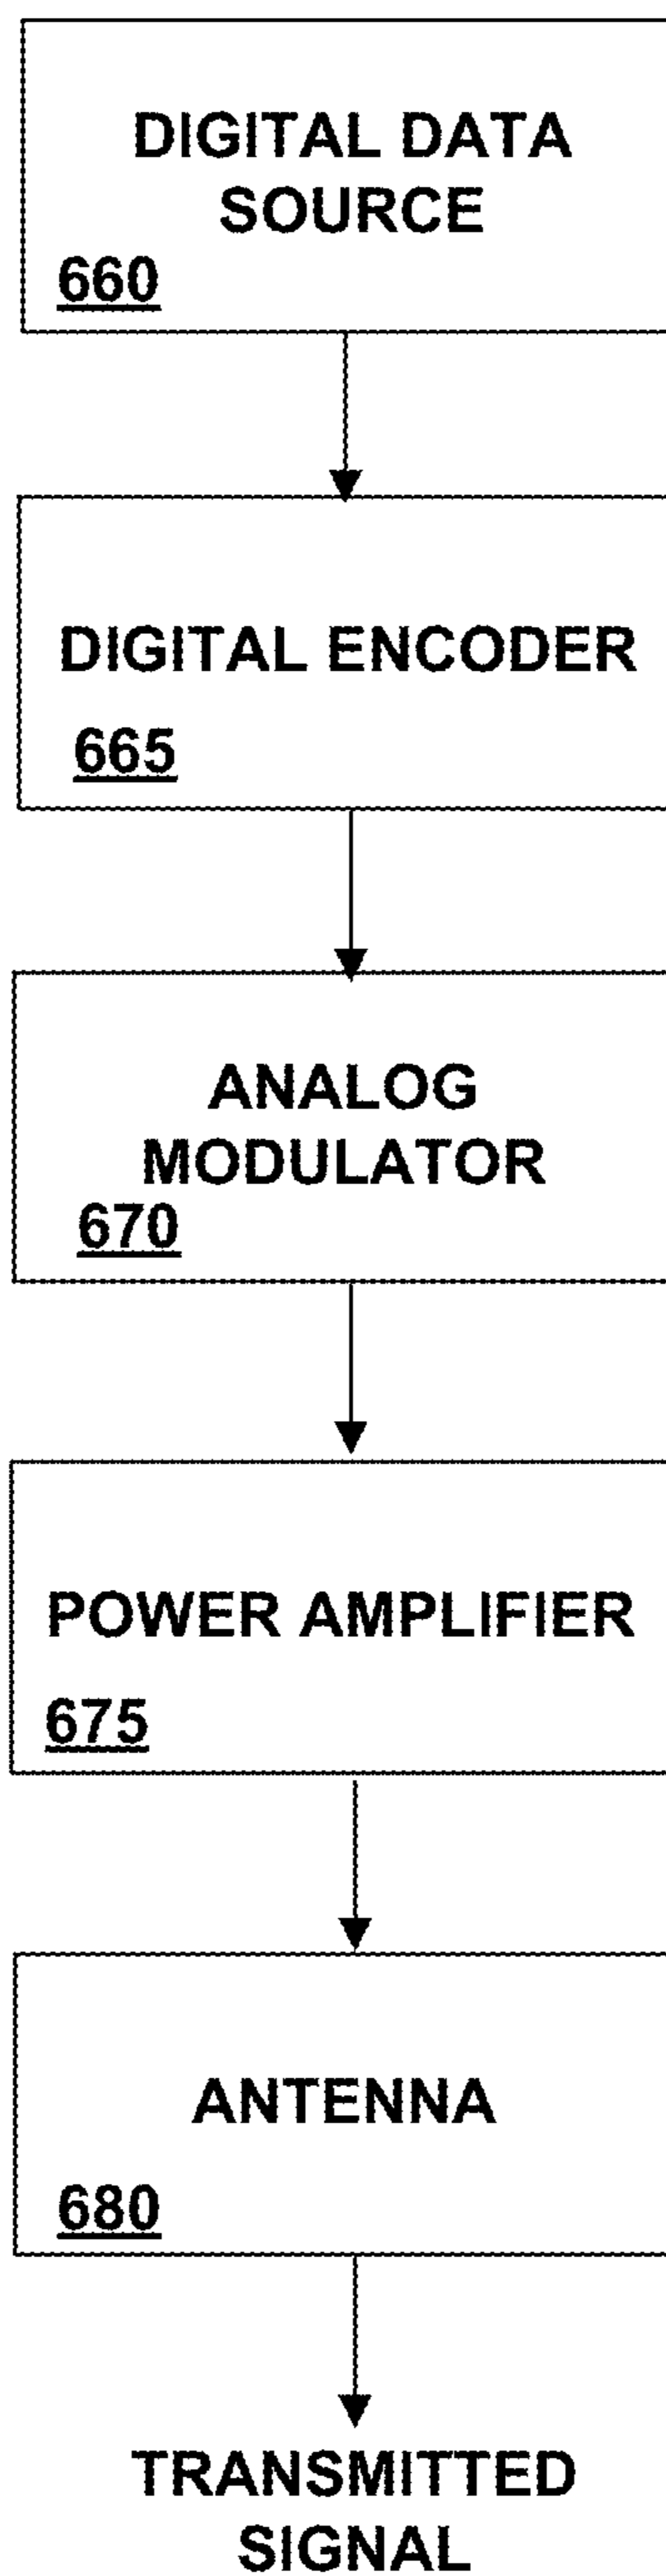 DIGITAL DATA
SOURCE
660
DIGITAL ENCODER
665
ANALOG
MODULATOR
670
POWER AMPLIFIER
675
ANTENNA
680
TRANSMITTED
SIGNAL